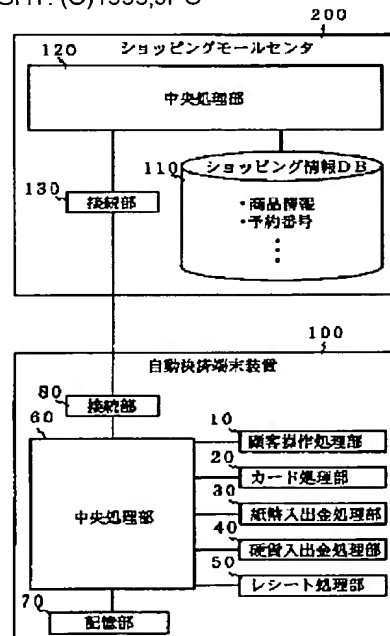 (C)1999,JPO
200
ショッピングモールセンタ
120
中央処理部
110
ショッピング情報DB
130
接続部
・商品情報
・予約番号
100
自動決済端末装置
80
接続部
60
10
顧客操作処理部
20
カード処理部
中央処理部
30
紙幣入出金処理部
40
硬貨入出金処理部
50
レシート処理部
70
記憶部